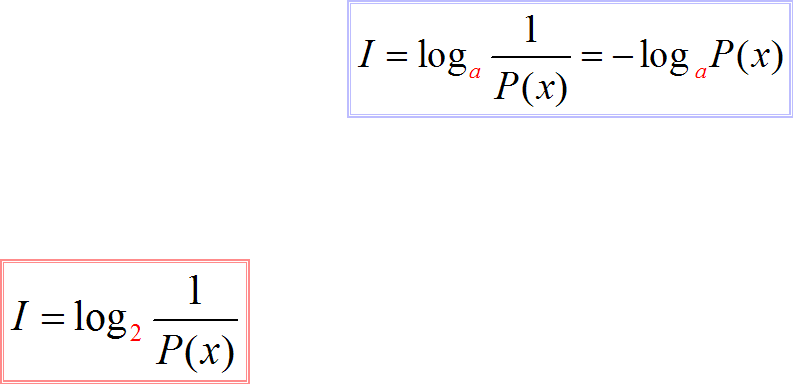 I = log_a 1/P(x) = −log_a P(x)
I = log_2 1/P(x)